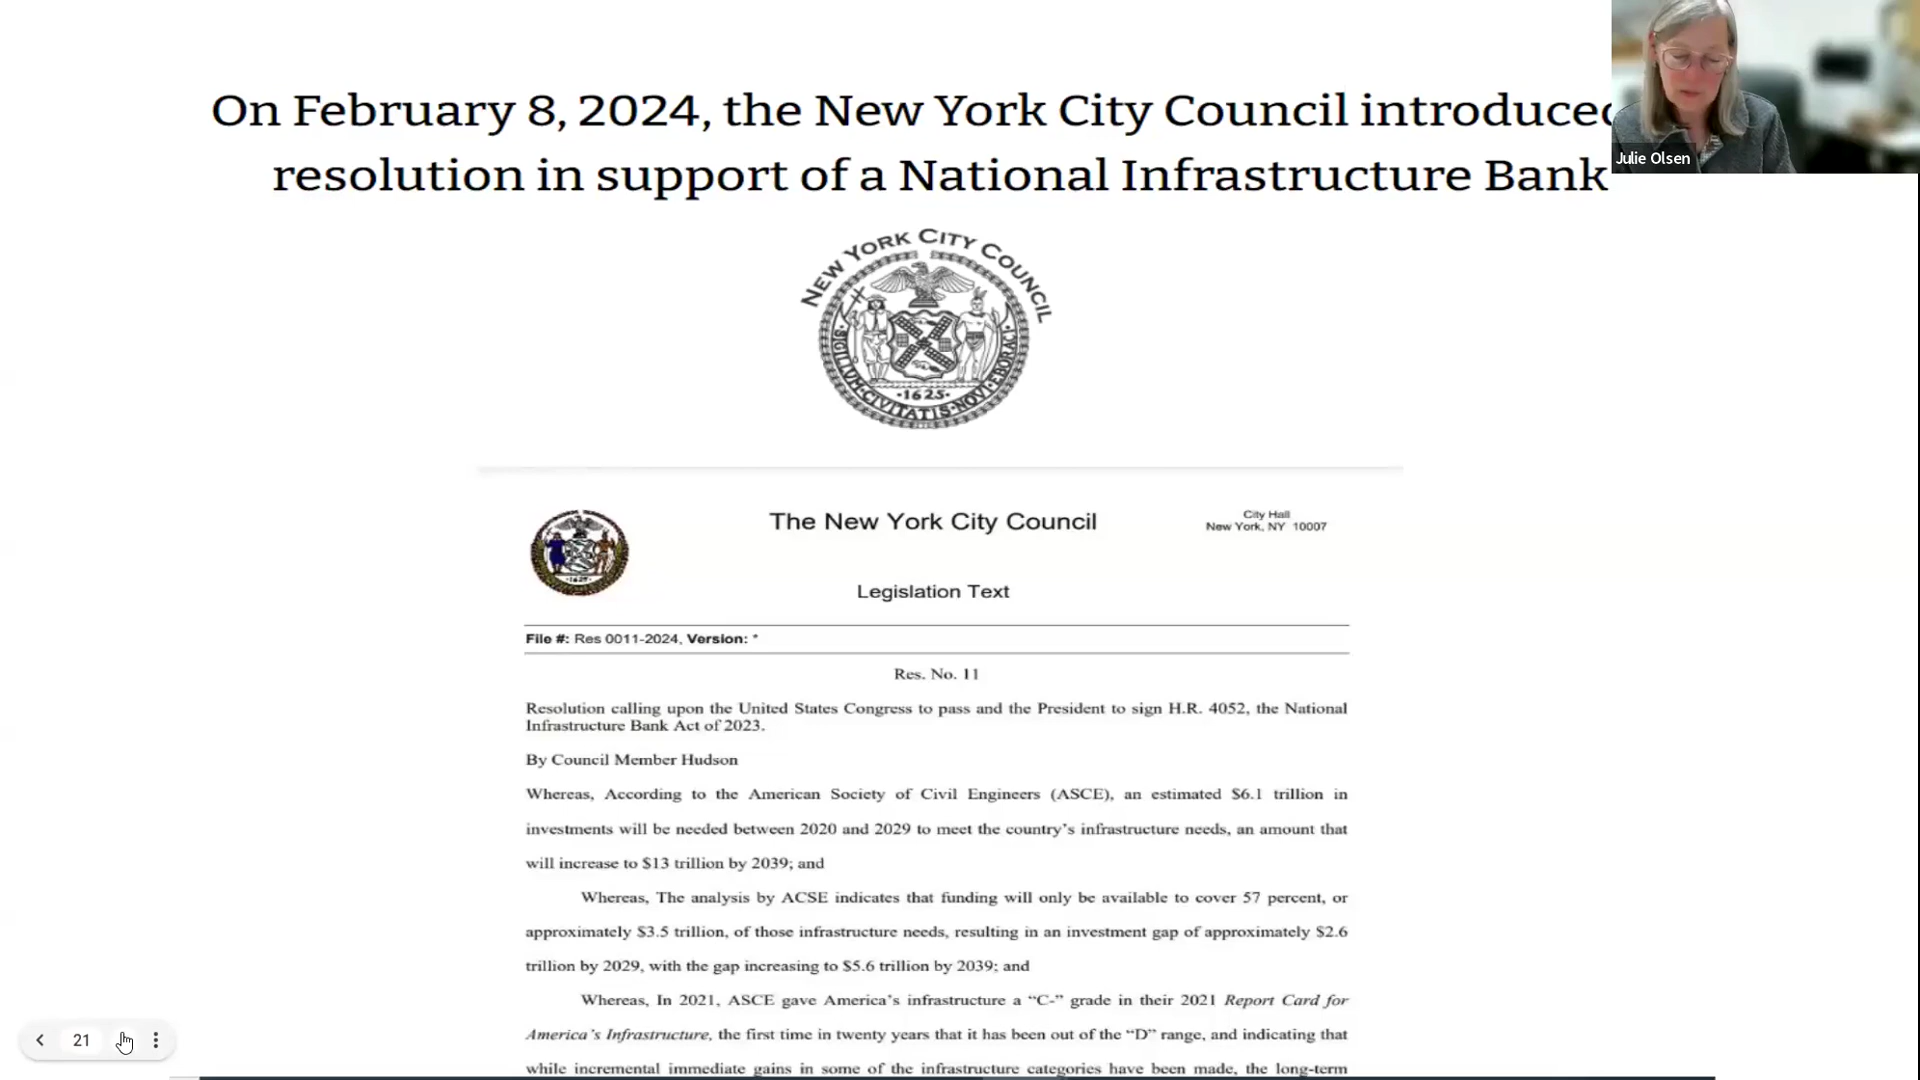 On February 8, 2024, the New York City Council introduced
resolution in support of a National Infrastructure Bank
Julie Olsen
NEW YORK CITY COUNCIL
SIGILLUM·CIVITATIS·NOVI·EBORACI
·1625·
The New York City Council
City Hall
New York, NY 10007
·1625·
Legislation Text
File #: Res 0011-2024, Version: *
Res. No. 11
Resolution calling upon the United States Congress to pass and the President to sign H.R. 4052, the National
Infrastructure Bank Act of 2023.
By Council Member Hudson
Whereas, According to the American Society of Civil Engineers (ASCE), an estimated $6.1 trillion in
investments will be needed between 2020 and 2029 to meet the country’s infrastructure needs, an amount that
will increase to $13 trillion by 2039; and
Whereas, The analysis by ACSE indicates that funding will only be available to cover 57 percent, or
approximately $3.5 trillion, of those infrastructure needs, resulting in an investment gap of approximately $2.6
trillion by 2029, with the gap increasing to $5.6 trillion by 2039; and
Whereas, In 2021, ASCE gave America’s infrastructure a “C-” grade in their 2021 Report Card for
America’s Infrastructure, the first time in twenty years that it has been out of the “D” range, and indicating that
while incremental immediate gains in some of the infrastructure categories have been made, the long-term
21